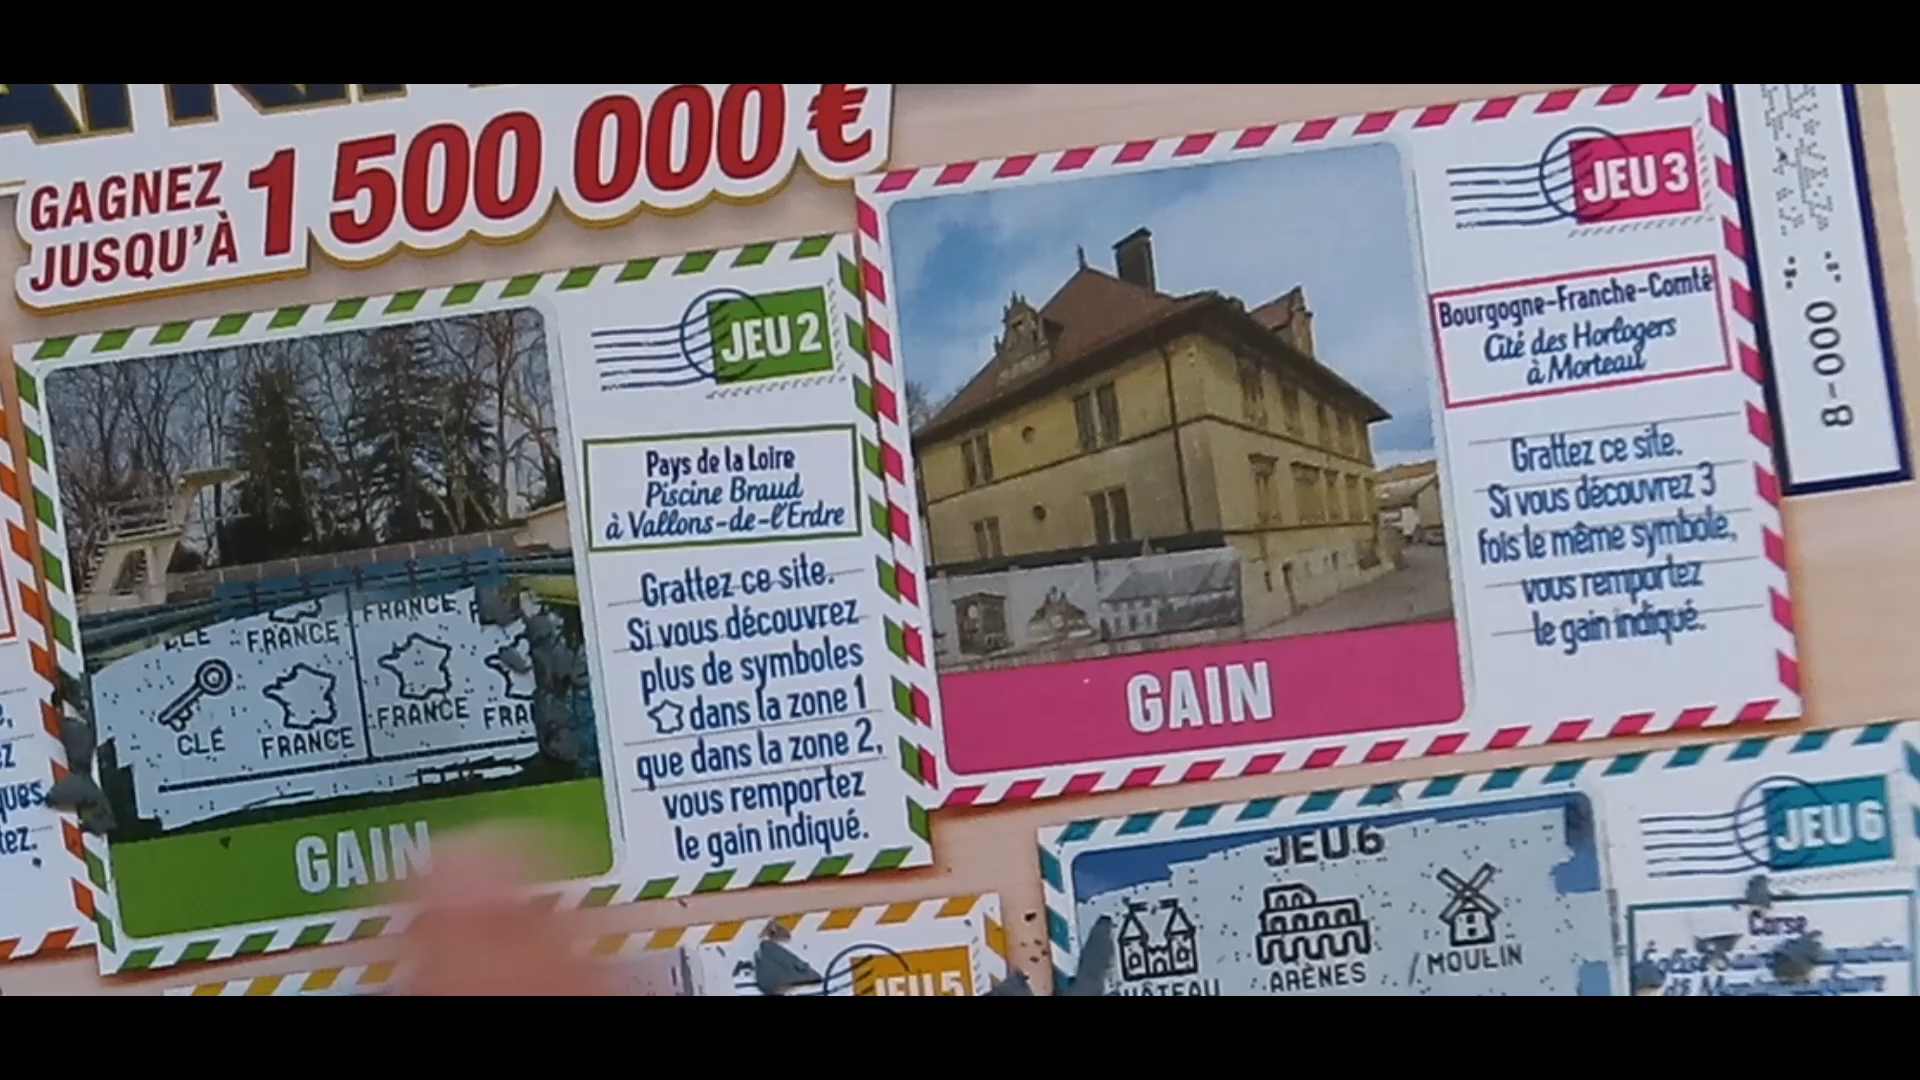 GAGNEZ
JUSQU'À 1 500 000 €
JEU 2
Pays de la Loire
Piscine Braud
à Vallons-de-l'Erdre
Grattez ce site.
Si vous découvrez
plus de symboles
dans la zone 1
que dans la zone 2,
vous remportez
le gain indiqué.
CLÉ FRANCE FRANCE
CLÉ FRANCE FRANCE
GAIN
JEU 3
Bourgogne-Franche-Comté
Cité des Horlogers
à Morteau
Grattez ce site.
Si vous découvrez 3
fois le même symbole,
vous remportez
le gain indiqué.
GAIN
8-000
JEU 5
JEU 6
CHÂTEAU ARÈNES MOULIN
JEU 6
Corse